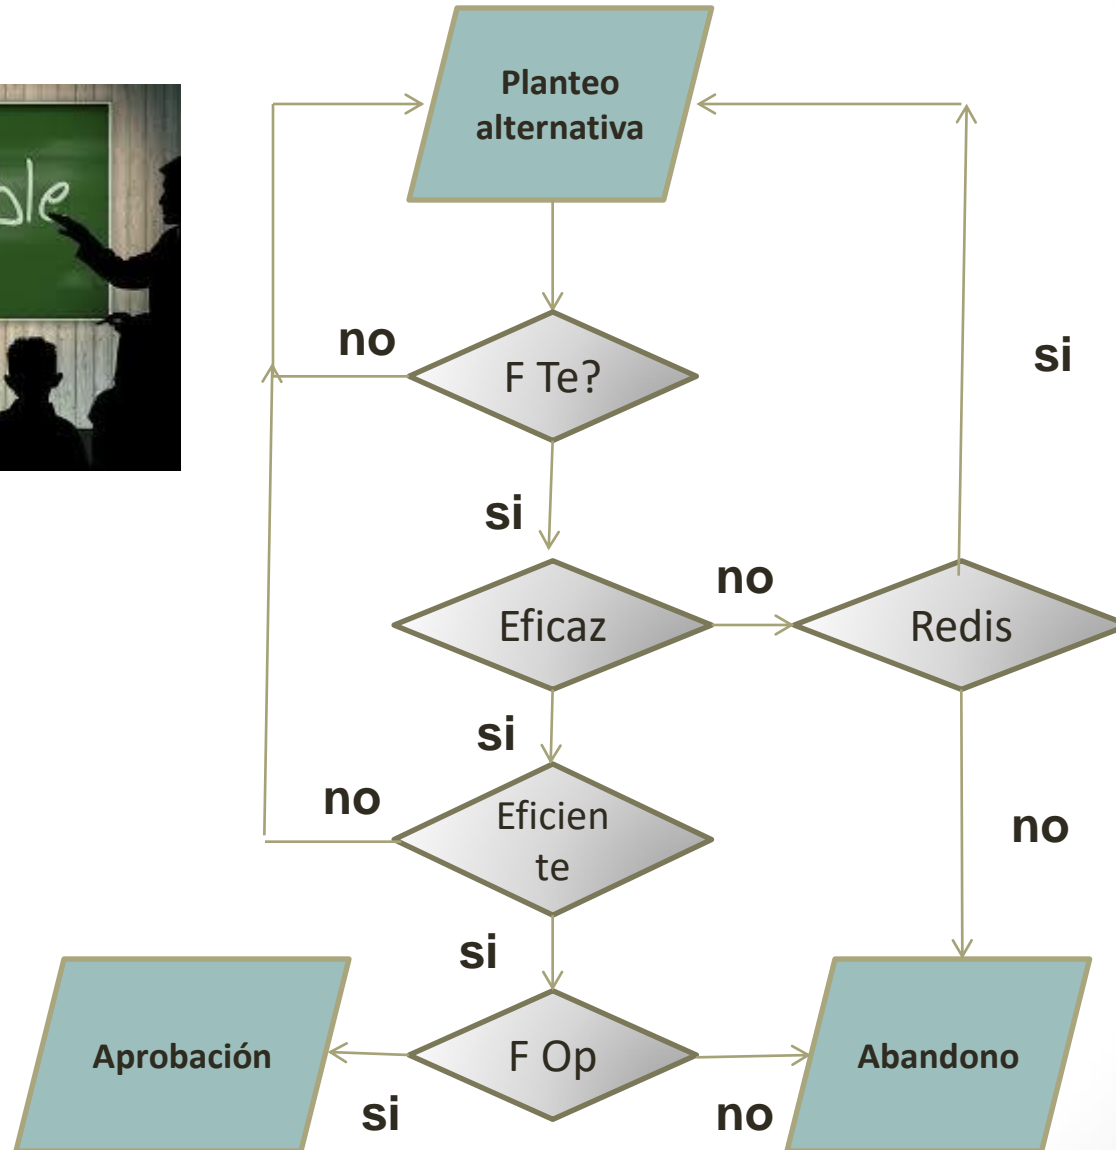 Planteo
alternativa
no
F Te?
si
si
Eficaz
no
Redis
si
no
Eficien
te
no
si
Aprobación
F Op
Abandono
si
no